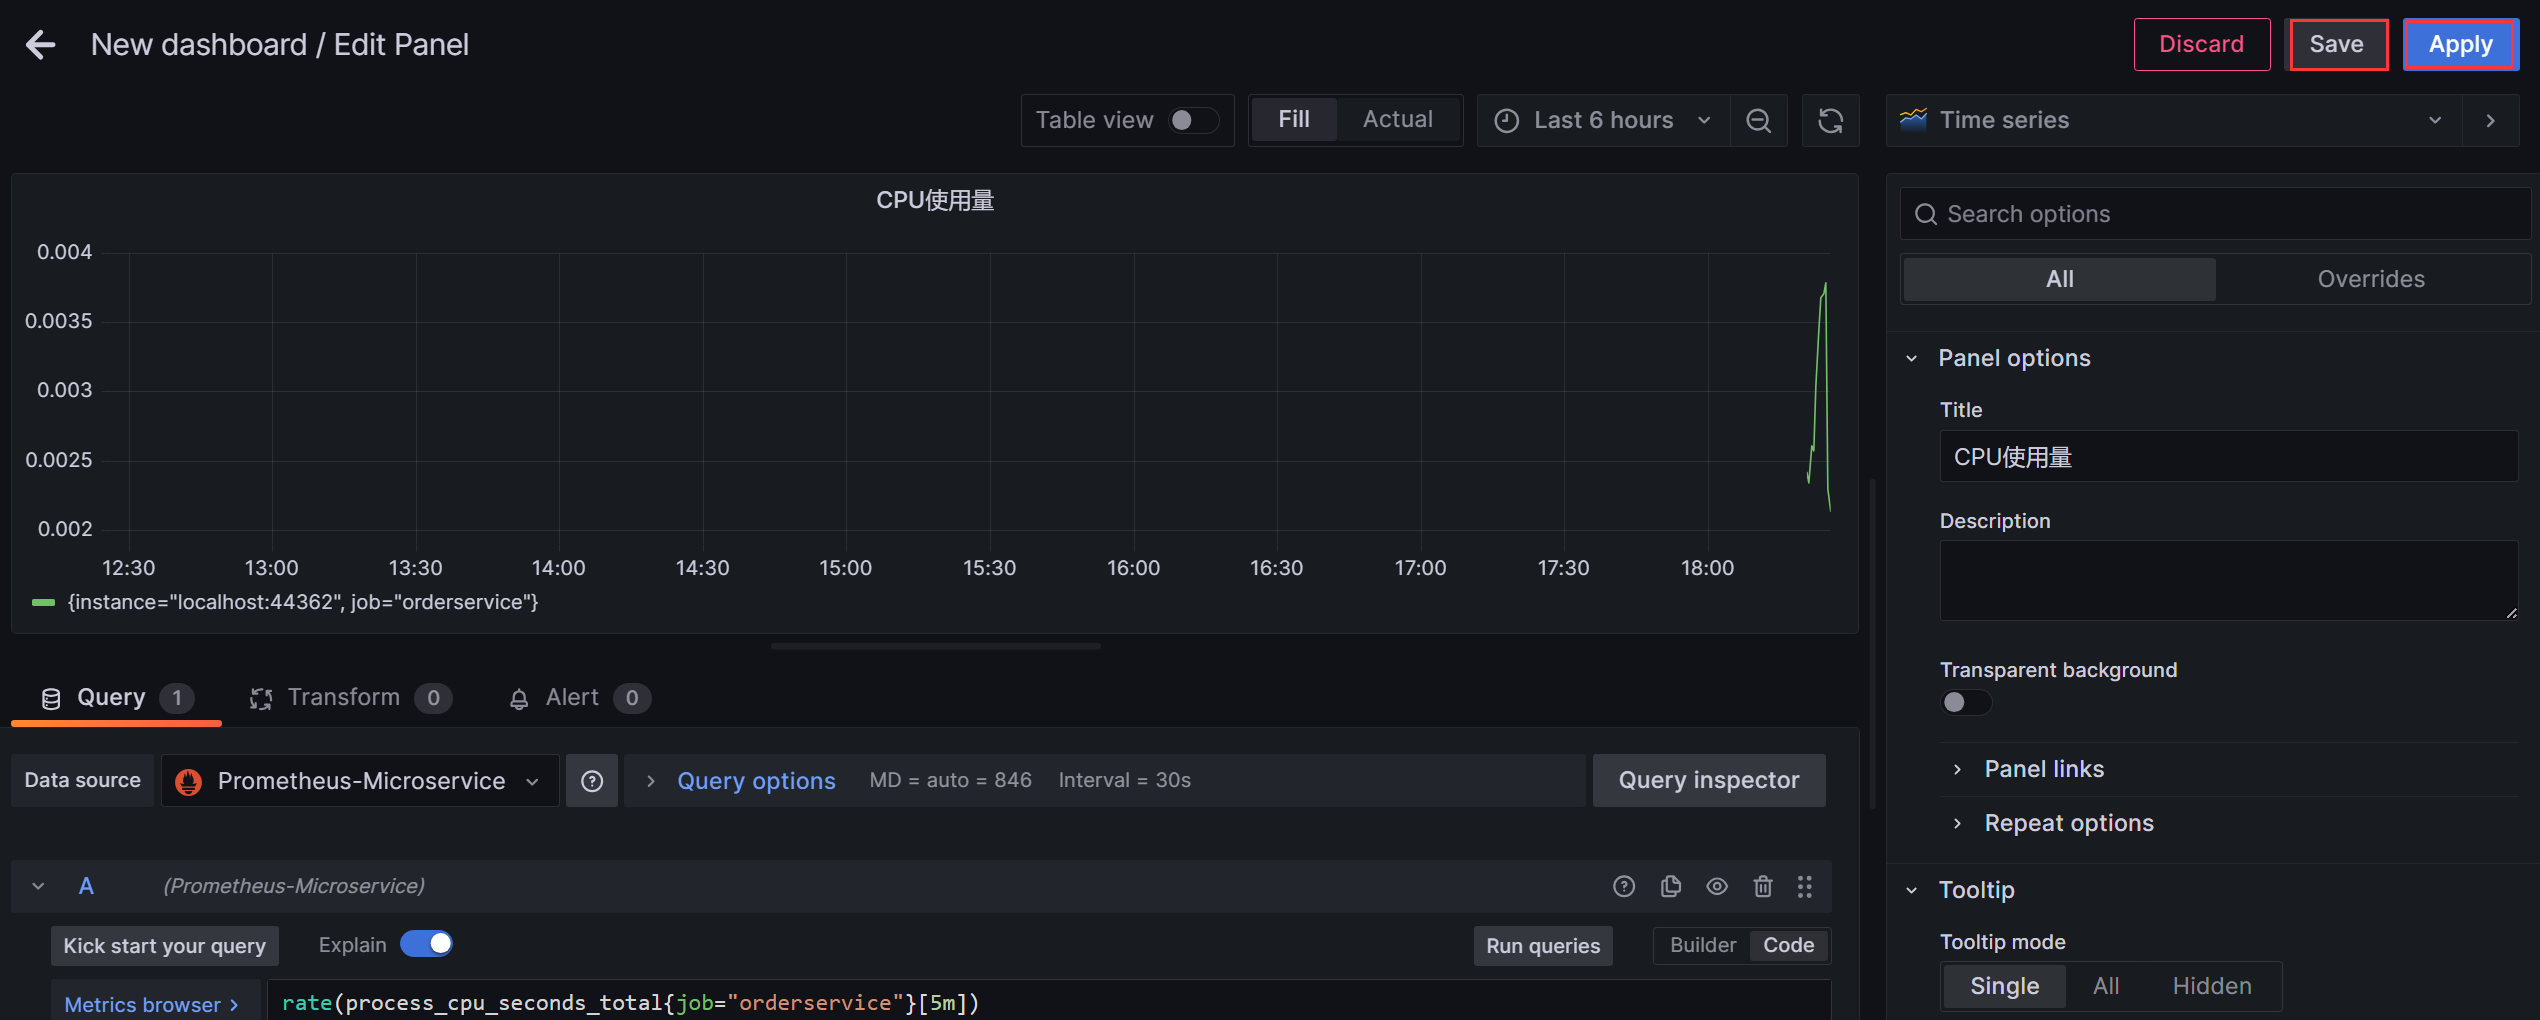 New dashboard / Edit Panel
Discard
Save
Apply
Table view
Fill
Actual
Last 6 hours
Time series
CPU使用量
0.004
0.0035
0.003
0.0025
0.002
12:30
13:00
13:30
14:00
14:30
15:00
15:30
16:00
16:30
17:00
17:30
18:00
{instance="localhost:44362", job="orderservice"}
Search options
All
Overrides
Panel options
Title
CPU使用量
Description
Transparent background
Panel links
Repeat options
Tooltip
Tooltip mode
Single
All
Hidden
Query 1
Transform 0
Alert 0
Data source
Prometheus-Microservice
Query options
MD = auto = 846
Interval = 30s
Query inspector
A
(Prometheus-Microservice)
Kick start your query
Explain
Run queries
Builder
Code
Metrics browser >
rate(process_cpu_seconds_total{job="orderservice"}[5m])